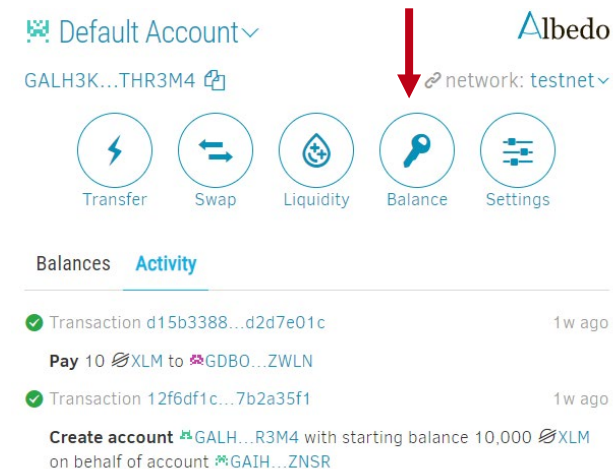 Default Account
Albedo
GALH3K...THR3M4
network: testnet
Transfer Swap Liquidity Balance Settings
Balances Activity
Transaction d15b3388...d2d7e01c 1w ago
Pay 10 XLM to GDBO...ZWLN
Transaction 12f6df1c...7b2a35f1 1w ago
Create account GALH...R3M4 with starting balance 10,000 XLM
on behalf of account GAIH...ZNSR